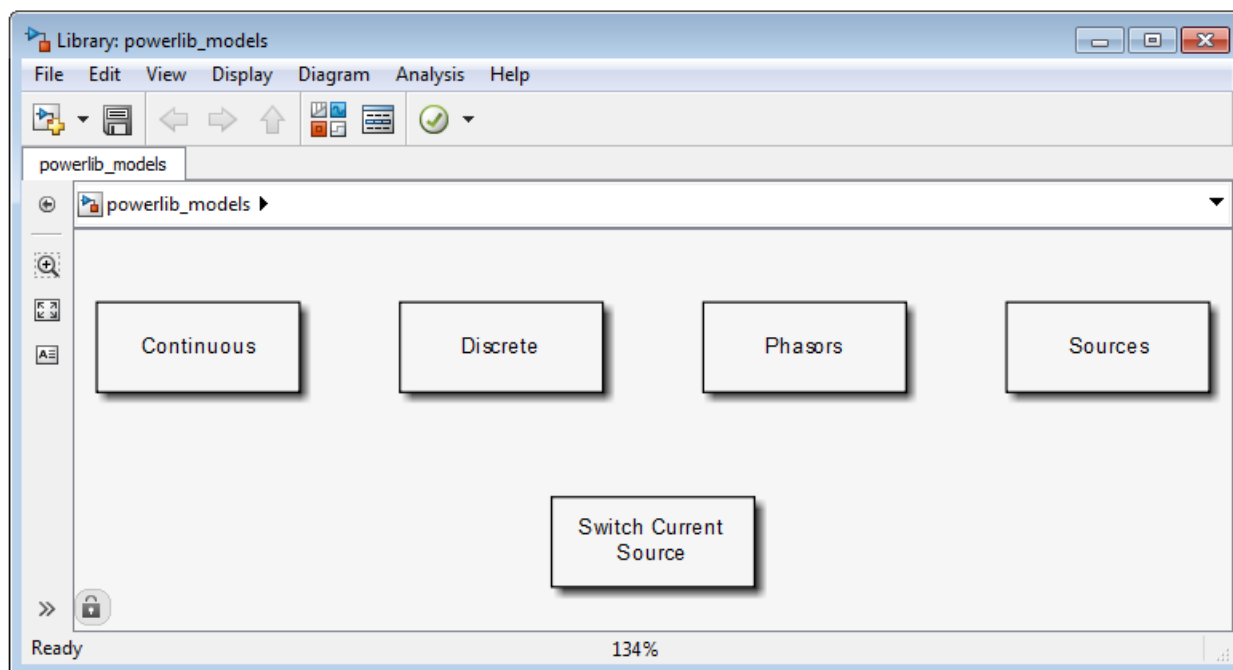 Library: powerlib_models
File Edit View Display Diagram Analysis Help
powerlib_models
powerlib_models
Continuous Discrete Phasors Sources
Switch Current
Source
Ready 134%